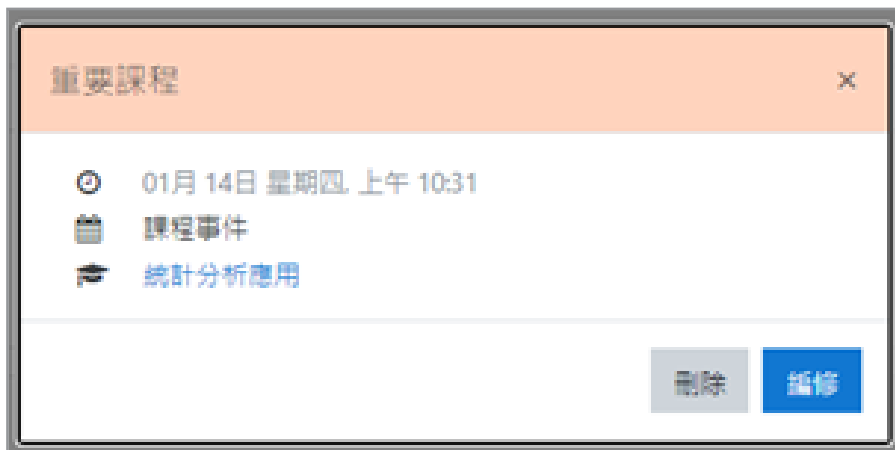 重要課程 ×
01月 14日 星期四, 上午 10:31
課程事件
統計分析應用
刪除 編修